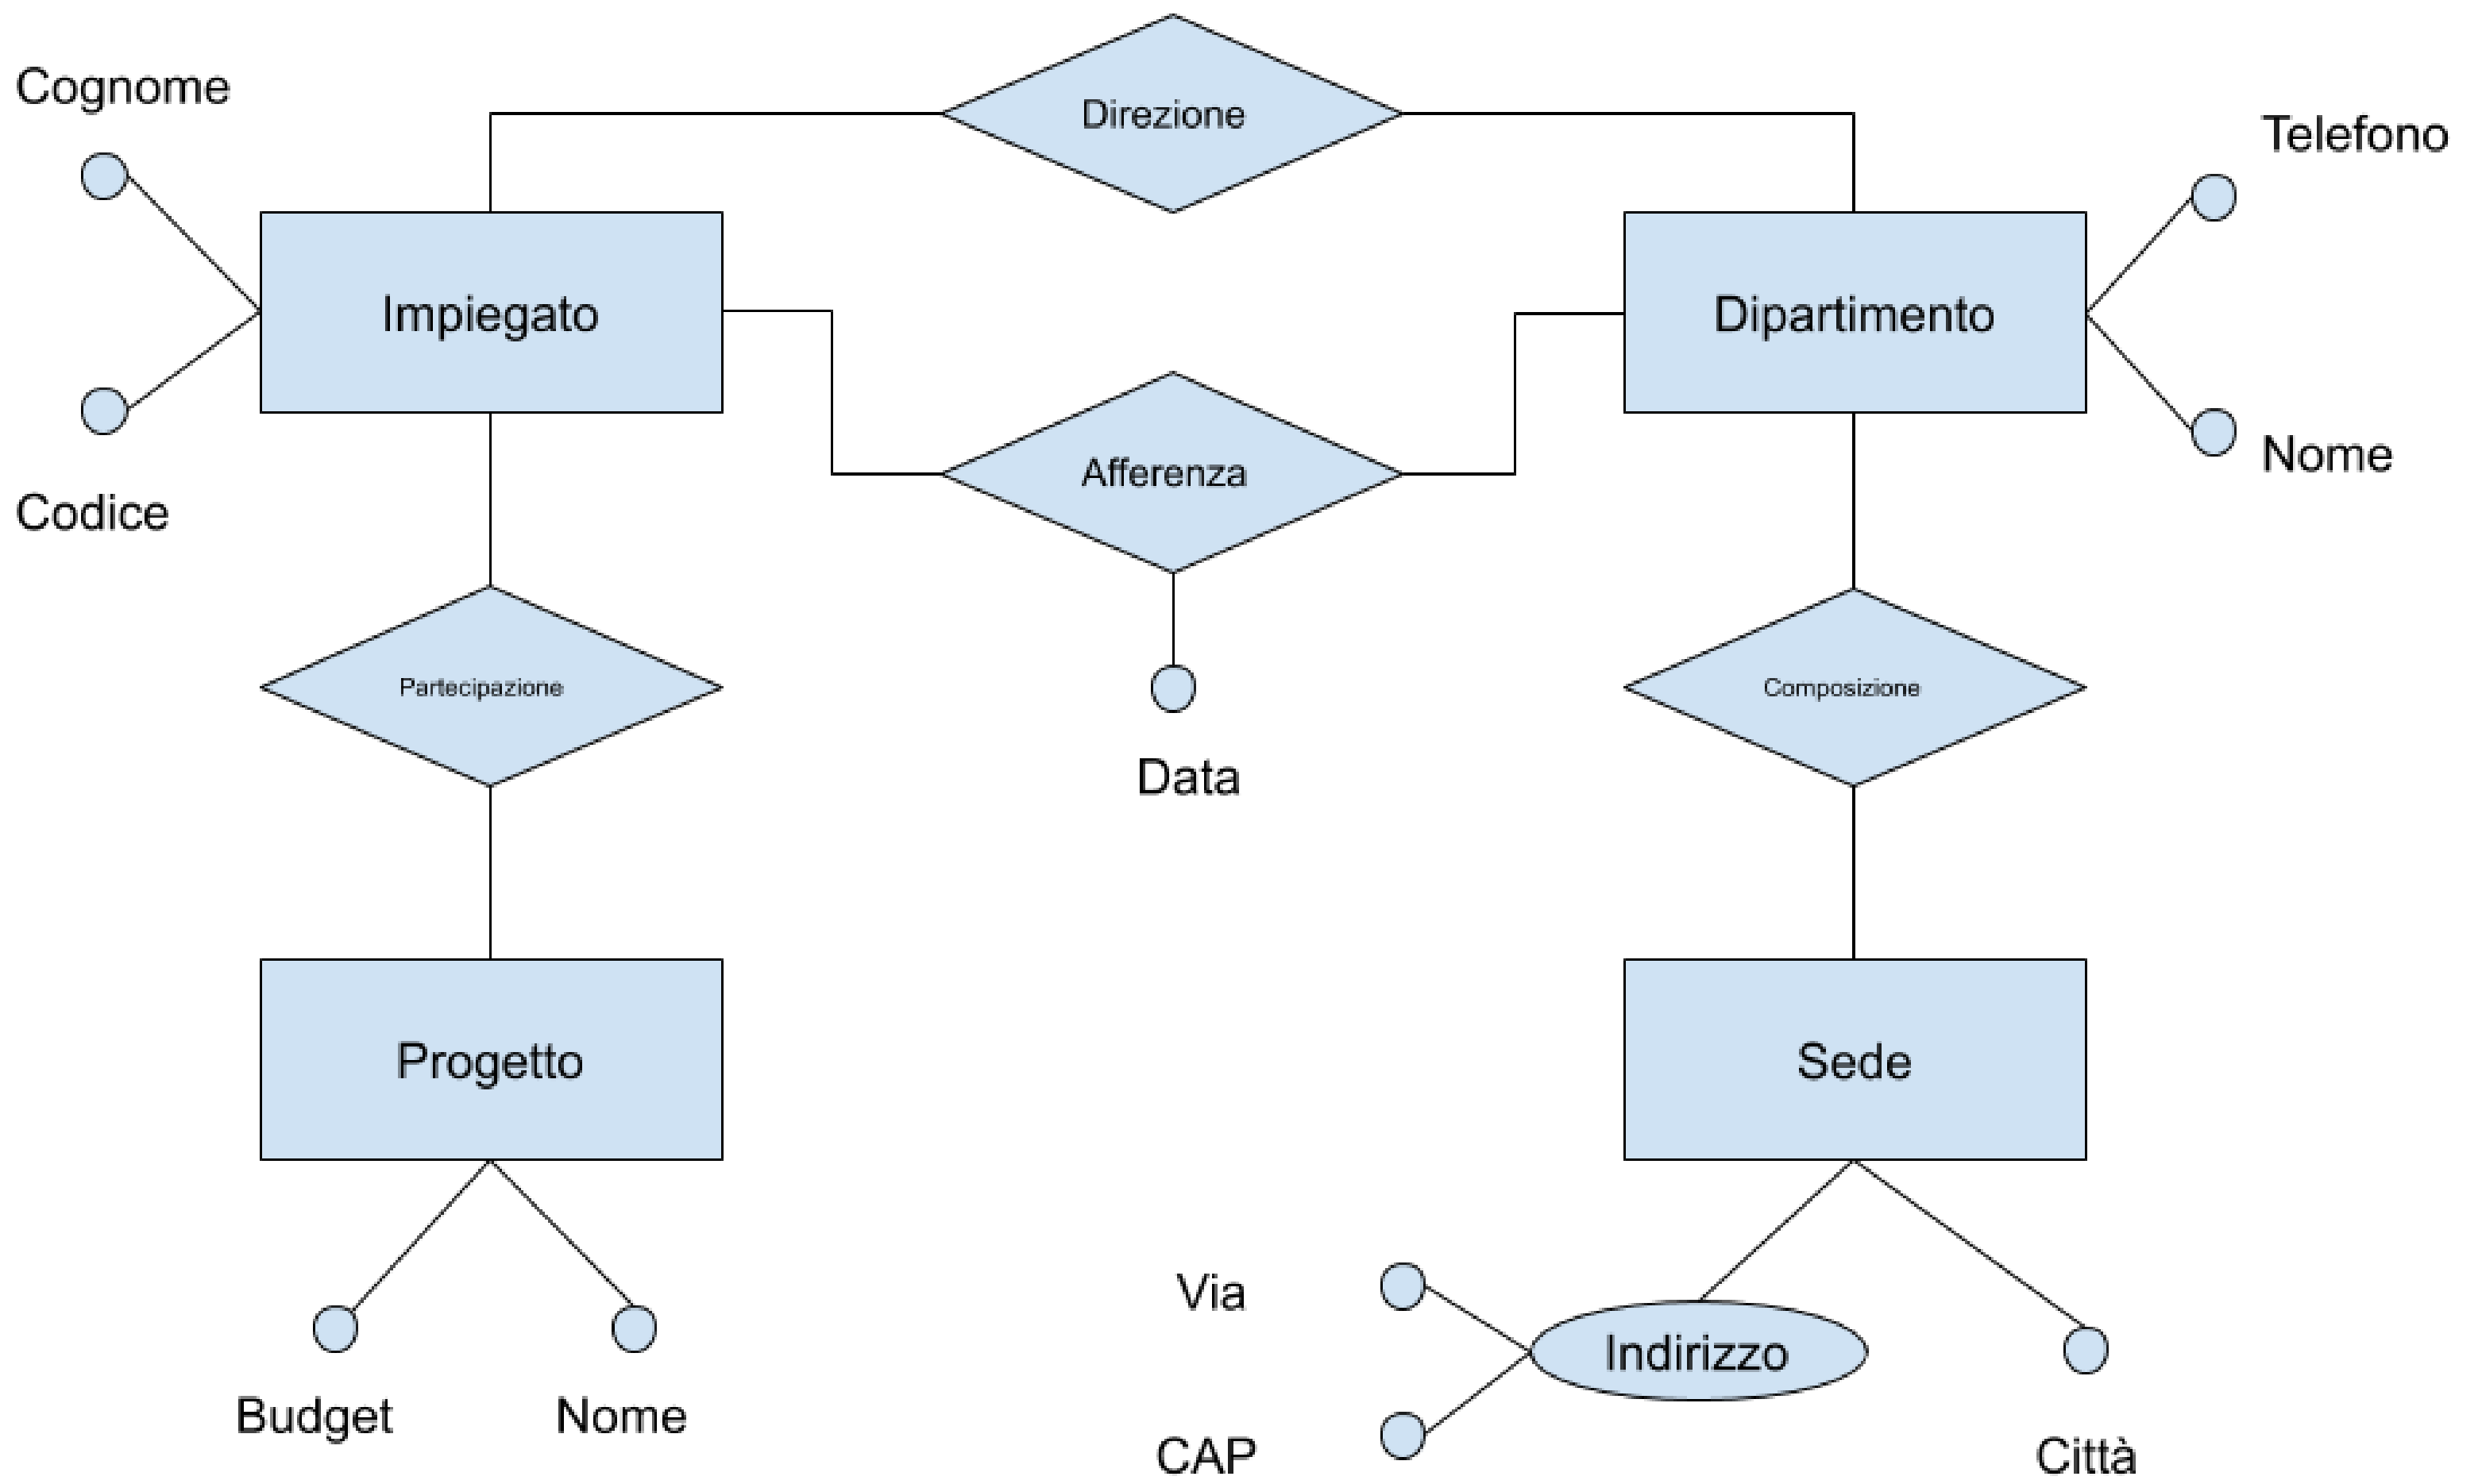 Direzione
Cognome
Telefono
Impiegato
Dipartimento
Afferenza
Nome
Codice
Partecipazione
Composizione
Data
Progetto
Sede
Via
Indirizzo
Budget
Nome
CAP
Città